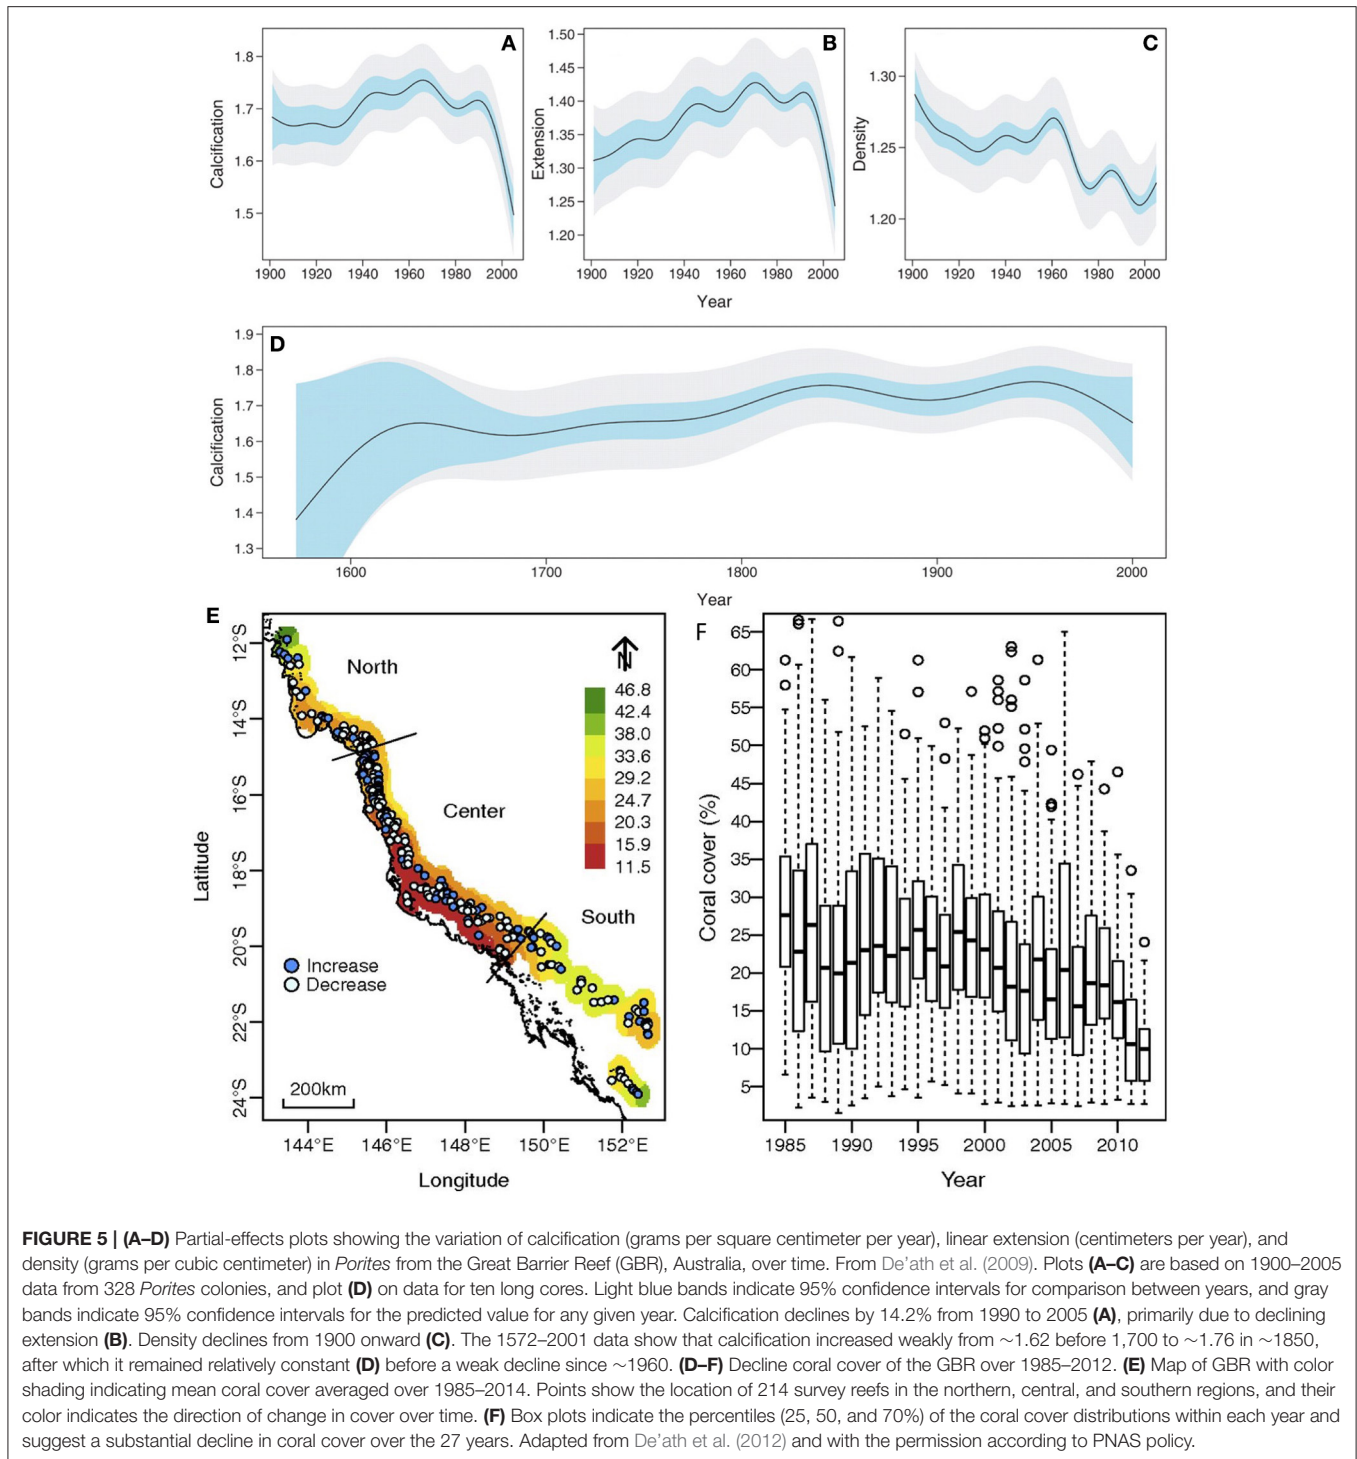 A
Calcification
1.8
1.7
1.6
1.5
1900 1920 1940 1960 1980 2000
B
Extension
1.50
1.45
1.40
1.35
1.30
1.25
1.20
1900 1920 1940 1960 1980 2000
Year
C
Density
1.30
1.25
1.20
1900 1920 1940 1960 1980 2000
D
Calcification
1.9
1.8
1.7
1.6
1.5
1.4
1.3
1600 1700 1800 1900 2000
Year
E
Latitude
12°S
14°S
16°S
18°S
20°S
22°S
24°S
North
Center
South
N
46.8
42.4
38.0
33.6
29.2
24.7
20.3
15.9
11.5
Increase
Decrease
200km
144°E 146°E 148°E 150°E 152°E
Longitude
F
Coral cover (%)
65
60
55
50
45
40
35
30
25
20
15
10
5
1985 1990 1995 2000 2005 2010
Year
FIGURE 5 | (A–D) Partial-effects plots showing the variation of calcification (grams per square centimeter per year), linear extension (centimeters per year), and
density (grams per cubic centimeter) in Porites from the Great Barrier Reef (GBR), Australia, over time. From De'ath et al. (2009). Plots (A–C) are based on 1900–2005
data from 328 Porites colonies, and plot (D) on data for ten long cores. Light blue bands indicate 95% confidence intervals for comparison between years, and gray
bands indicate 95% confidence intervals for the predicted value for any given year. Calcification declines by 14.2% from 1990 to 2005 (A), primarily due to declining
extension (B). Density declines from 1900 onward (C). The 1572–2001 data show that calcification increased weakly from ∼1.62 before 1,700 to ∼1.76 in ∼1850,
after which it remained relatively constant (D) before a weak decline since ∼1960. (D–F) Decline coral cover of the GBR over 1985–2012. (E) Map of GBR with color
shading indicating mean coral cover averaged over 1985–2014. Points show the location of 214 survey reefs in the northern, central, and southern regions, and their
color indicates the direction of change in cover over time. (F) Box plots indicate the percentiles (25, 50, and 70%) of the coral cover distributions within each year and
suggest a substantial decline in coral cover over the 27 years. Adapted from De'ath et al. (2012) and with the permission according to PNAS policy.